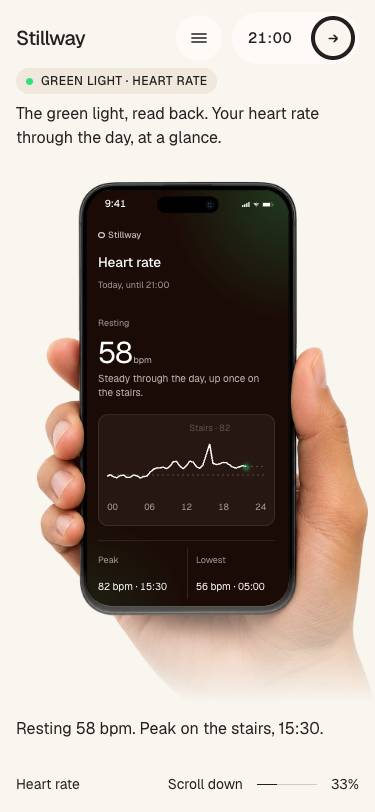 Stillway
21:00
GREEN LIGHT · HEART RATE
The green light, read back. Your heart rate
through the day, at a glance.
9:41
Stillway
Heart rate
Today, until 21:00
Resting
58 bpm
Steady through the day, up once on
the stairs.
Stairs · 82
00 06 12 18 24
Peak Lowest
82 bpm · 15:30 56 bpm · 05:00
Resting 58 bpm. Peak on the stairs, 15:30.
Heart rate Scroll down 33%